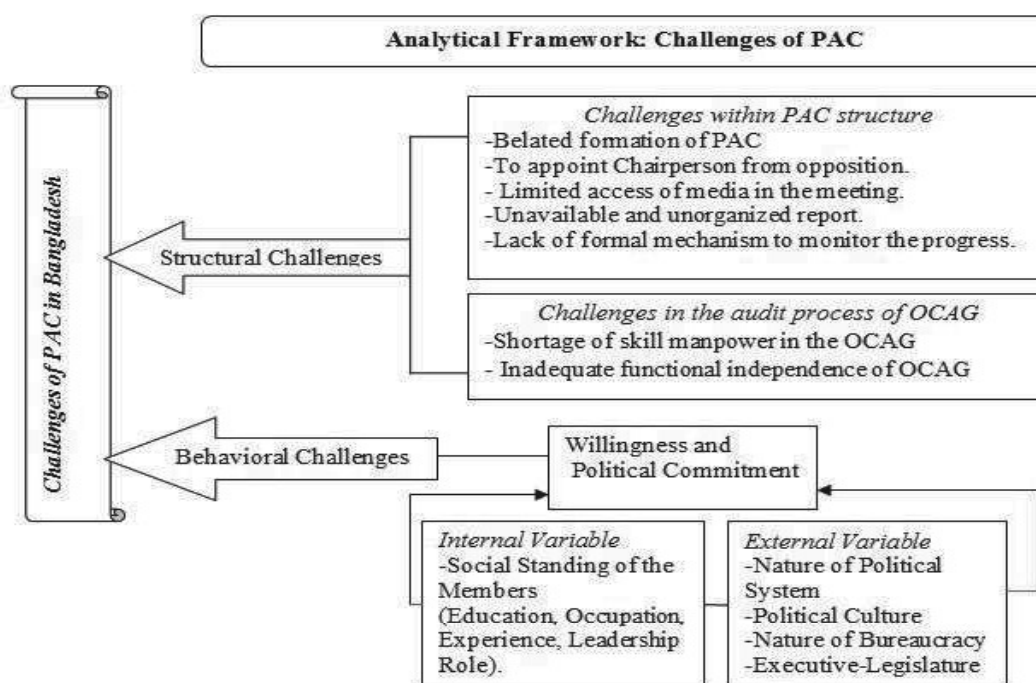 Analytical Framework: Challenges of PAC
Challenges of PAC in Bangladesh
Structural Challenges
Challenges within PAC structure
-Belated formation of PAC
-To appoint Chairperson from opposition.
- Limited access of media in the meeting.
-Unavailable and unorganized report.
-Lack of formal mechanism to monitor the progress.
Challenges in the audit process of OCAG
-Shortage of skill manpower in the OCAG
- Inadequate functional independence of OCAG
Behavioral Challenges
Willingness and
Political Commitment
Internal Variable
-Social Standing of the
Members
(Education, Occupation,
Experience, Leadership
Role).
External Variable
-Nature of Political
System
-Political Culture
-Nature of Bureaucracy
-Executive-Legislature